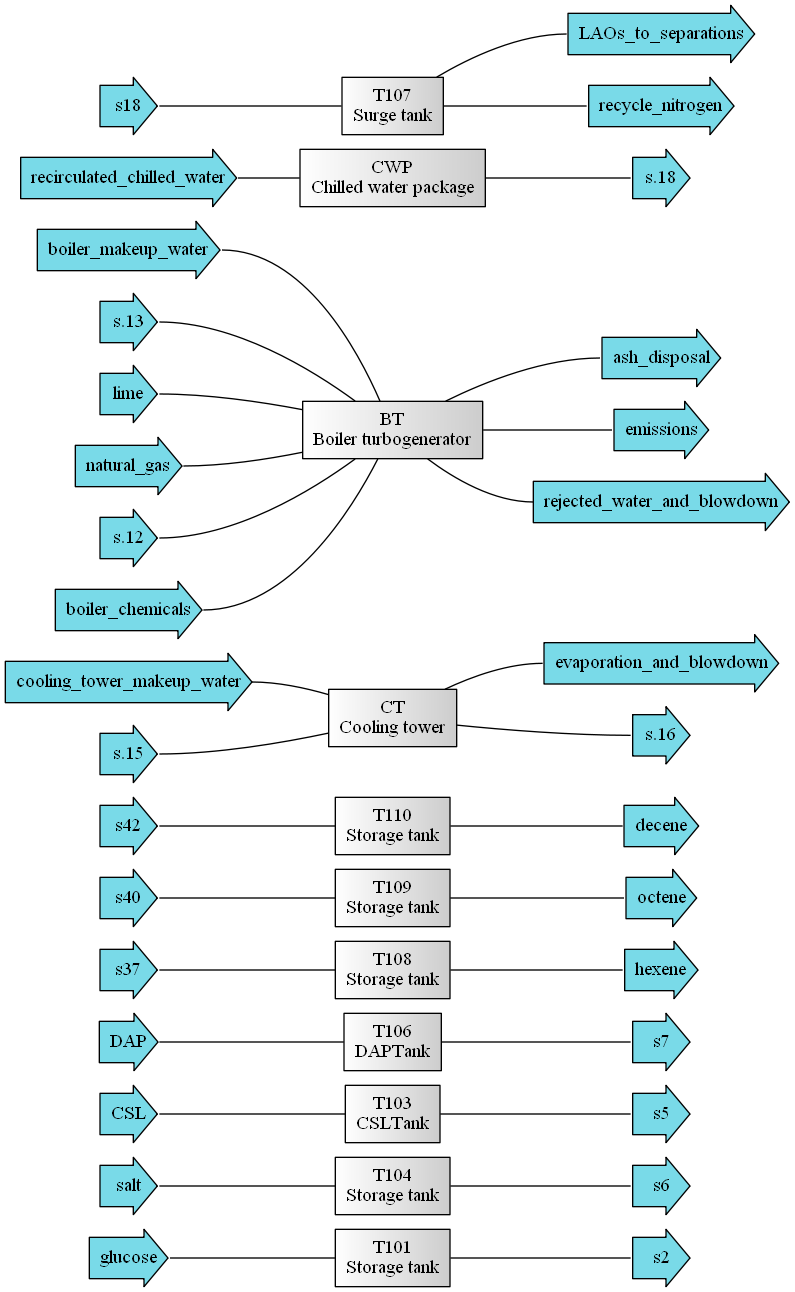 LAOs_to_separations
s18
T107
Surge tank
recycle_nitrogen
recirculated_chilled_water
CWP
Chilled water package
s.18
boiler_makeup_water
s.13
lime
natural_gas
s.12
boiler_chemicals
BT
Boiler turbogenerator
ash_disposal
emissions
rejected_water_and_blowdown
cooling_tower_makeup_water
s.15
CT
Cooling tower
evaporation_and_blowdown
s.16
s42
T110
Storage tank
decene
s40
T109
Storage tank
octene
s37
T108
Storage tank
hexene
DAP
T106
DAPTank
s7
CSL
T103
CSLTank
s5
salt
T104
Storage tank
s6
glucose
T101
Storage tank
s2